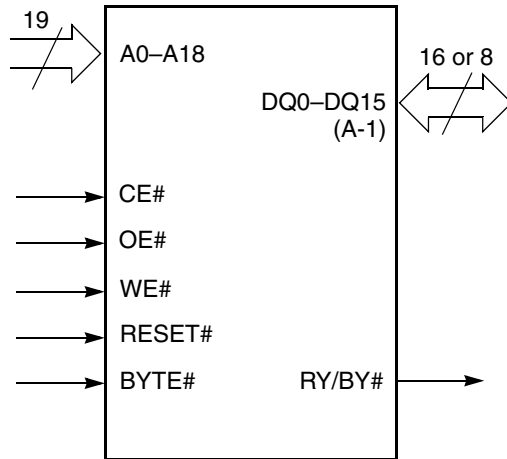 19
A0–A18
16 or 8
DQ0–DQ15
(A-1)
CE#
OE#
WE#
RESET#
BYTE#
RY/BY#